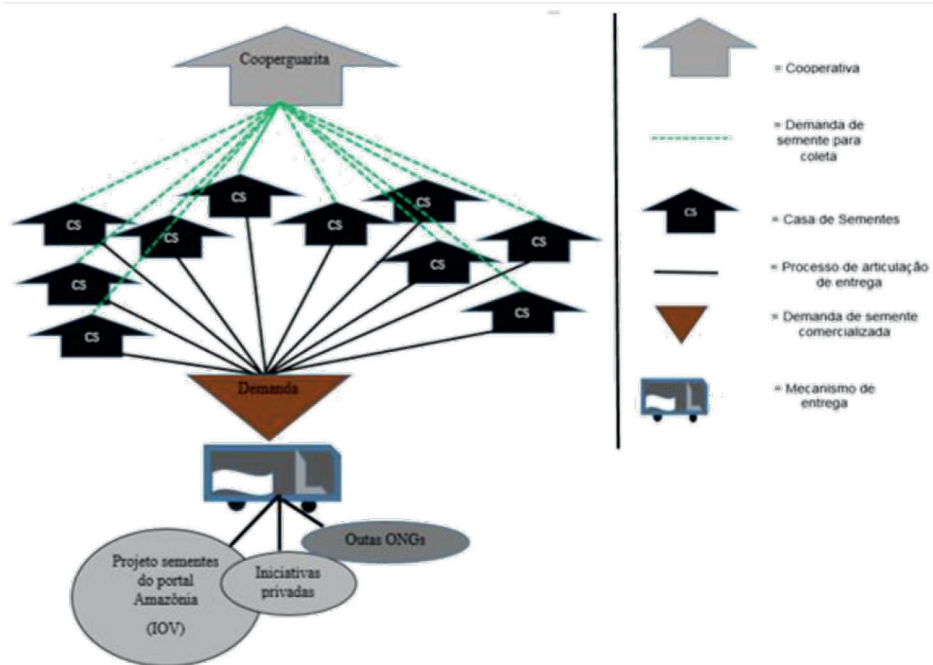 Cooperguarita
CS
CS
CS
CS
CS
CS
CS
CS
CS
CS
Demanda
Outas ONGs
Projeto sementes
do portal
Amazônia
(IOV)
Iniciativas
privadas
= Cooperativa
= Demanda de
semente para
coleta
CS
= Casa de Sementes
= Processo de articulação
de entrega
= Demanda de semente
comercializada
= Mecanismo de
entrega